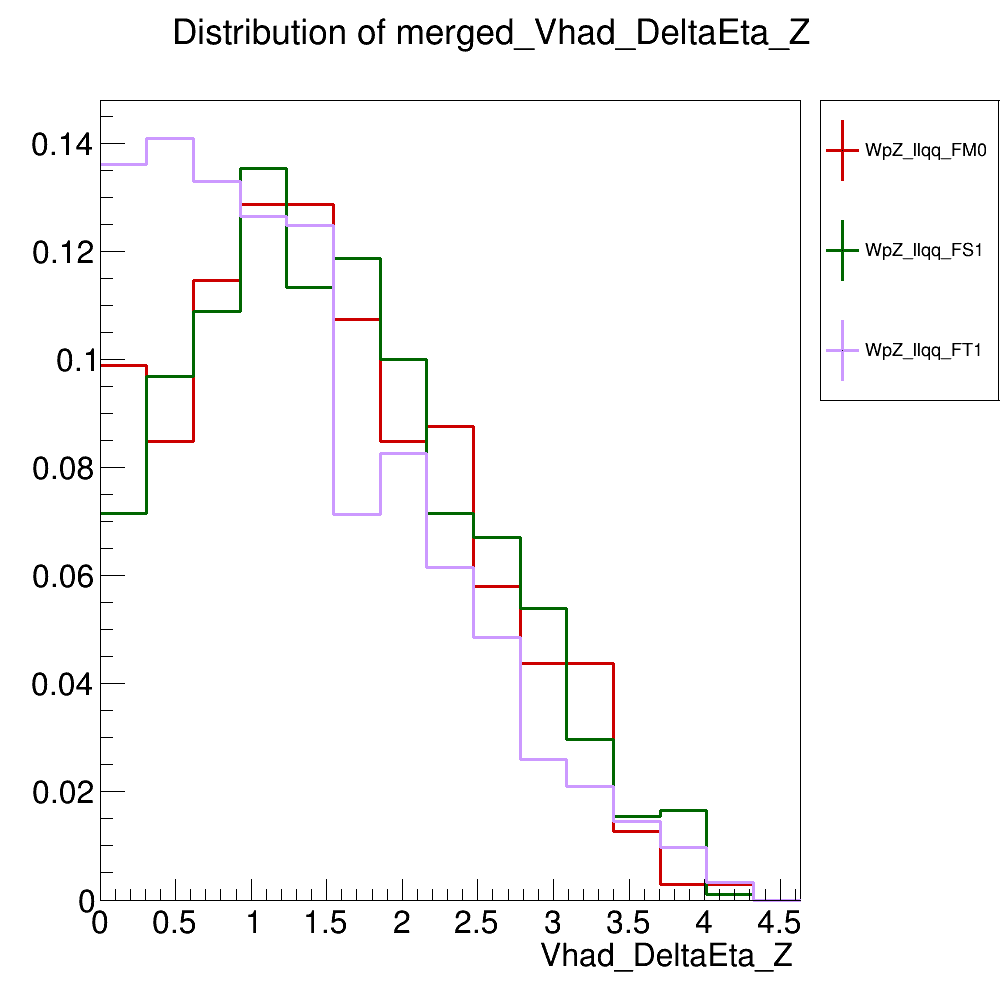 Distribution of merged_Vhad_DeltaEta_Z
0.14
0.12
0.1
0.08
0.06
0.04
0.02
0
0 0.5 1 1.5 2 2.5 3 3.5 4 4.5
Vhad_DeltaEta_Z
WpZ_llqq_FM0
WpZ_llqq_FS1
WpZ_llqq_FT1